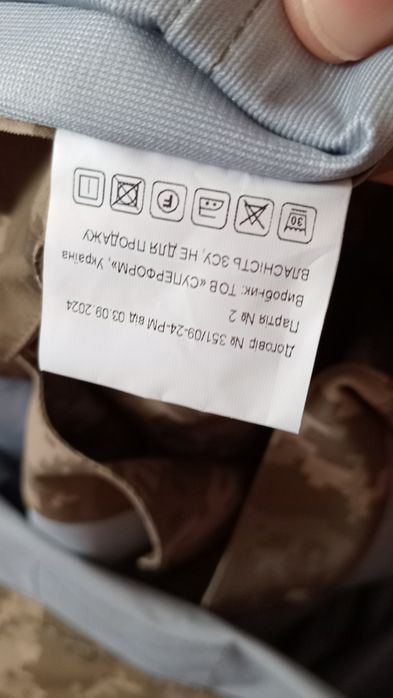 Договір № 351/09-24-РМ від 03.09.2024
Партія № 2
Виробник: ТОВ «СУПЕРФОРМ», Україна
ВЛАСНІСТЬ ЗСУ, НЕ ДЛЯ ПРОДАЖУ
30 F